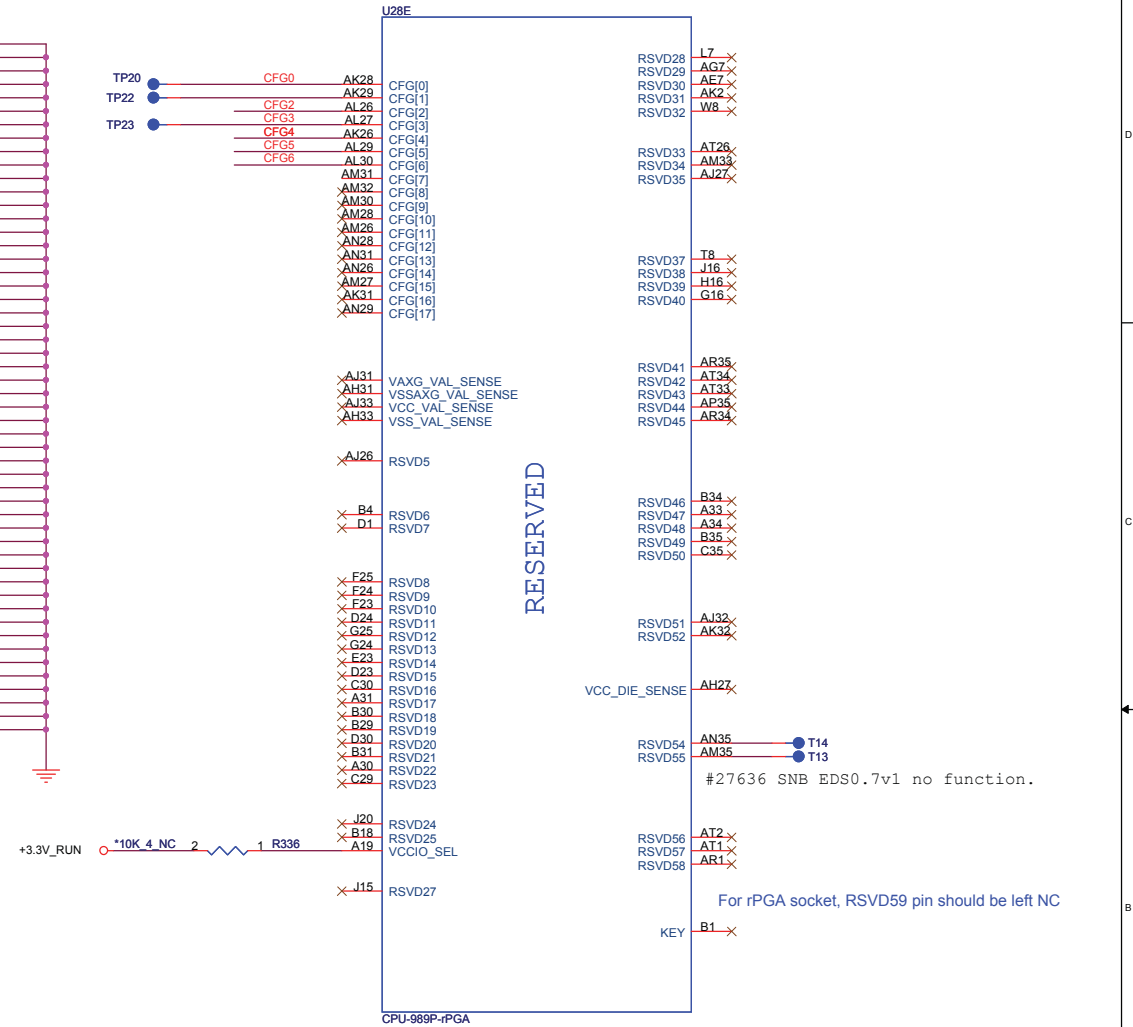 U28E
TP20 CFG0 AK28 CFG[0]
TP22 AK29 CFG[1]
CFG2 AL26 CFG[2]
TP23 CFG3 AL27 CFG[3]
CFG4 AK26 CFG[4]
CFG5 AL29 CFG[5]
CFG6 AL30 CFG[6]
AM31 CFG[7]
AM32 CFG[8]
AM30 CFG[9]
AM28 CFG[10]
AM26 CFG[11]
AN28 CFG[12]
AN31 CFG[13]
AN26 CFG[14]
AM27 CFG[15]
AK31 CFG[16]
AN29 CFG[17]
AJ31 VAXG_VAL_SENSE
AH31 VSSAXG_VAL_SENSE
AJ33 VCC_VAL_SENSE
AH33 VSS_VAL_SENSE
AJ26 RSVD5
B4 RSVD6
D1 RSVD7
F25 RSVD8
F24 RSVD9
F23 RSVD10
D24 RSVD11
G25 RSVD12
G24 RSVD13
E23 RSVD14
D23 RSVD15
C30 RSVD16
A31 RSVD17
B30 RSVD18
B29 RSVD19
D30 RSVD20
B31 RSVD21
A30 RSVD22
C29 RSVD23
J20 RSVD24
B18 RSVD25
+3.3V_RUN *10K_4_NC 2 1 R336 A19 VCCIO_SEL
J15 RSVD27
RESERVED
RSVD28 L7
RSVD29 AG7
RSVD30 AE7
RSVD31 AK2
RSVD32 W8
RSVD33 AT26
RSVD34 AM33
RSVD35 AJ27
RSVD37 T8
RSVD38 J16
RSVD39 H16
RSVD40 G16
RSVD41 AR35
RSVD42 AT34
RSVD43 AT33
RSVD44 AP35
RSVD45 AR34
RSVD46 B34
RSVD47 A33
RSVD48 A34
RSVD49 B35
RSVD50 C35
RSVD51 AJ32
RSVD52 AK32
VCC_DIE_SENSE AH27
RSVD54 AN35 T14
RSVD55 AM35 T13
#27636 SNB EDS0.7v1 no function.
RSVD56 AT2
RSVD57 AT1
RSVD58 AR1
For rPGA socket, RSVD59 pin should be left NC
KEY B1
CPU-989P-rPGA
D
C
B